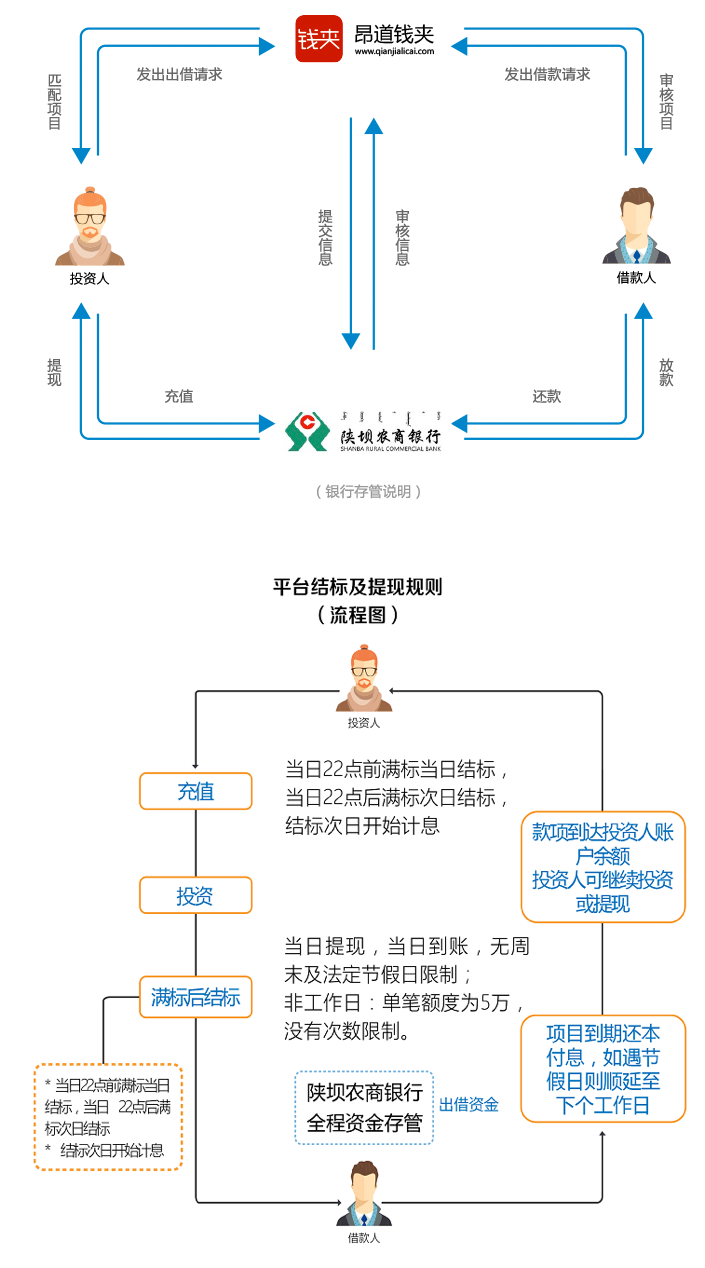 钱夹
昂道钱夹
www.qianjialicai.com
发出出借请求
发出借款请求
匹配项目
审核项目
提交信息
审核信息
投资人
借款人
提现
充值
还款
放款
陕坝农商银行
SHANBA RURAL COMMERCIAL BANK
（银行存管说明）
平台结标及提现规则
（流程图）
投资人
充值
当日22点前满标当日结标，
当日22点后满标次日结标，
结标次日开始计息
款项到达投资人账
户余额
投资人可继续投资
或提现
投资
当日提现，当日到账，无周
末及法定节假日限制；
非工作日：单笔额度为5万，
没有次数限制。
满标后结标
项目到期还本
付息，如遇节
假日则顺延至
下个工作日
* 当日22点前满标当日
结标，当日 22点后满
标次日结标
* 结标次日开始计息
陕坝农商银行
全程资金存管
出借资金
借款人